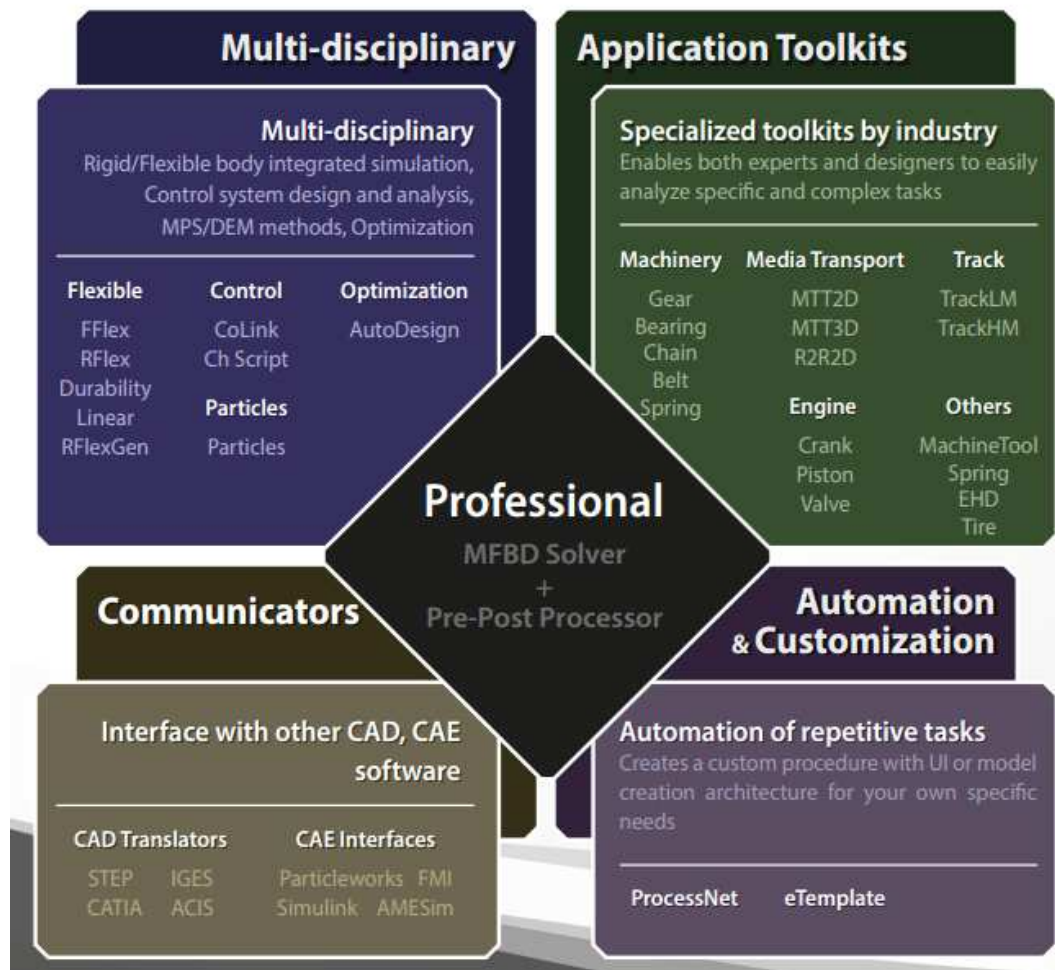 Multi-disciplinary
Multi-disciplinary
Rigid/Flexible body integrated simulation,
Control system design and analysis,
MPS/DEM methods, Optimization
Flexible
FFlex
RFlex
Durability
Linear
RFlexGen
Control
CoLink
Ch Script
Particles
Particles
Optimization
AutoDesign
Application Toolkits
Specialized toolkits by industry
Enables both experts and designers to easily
analyze specific and complex tasks
Machinery
Gear
Bearing
Chain
Belt
Spring
Media Transport
MTT2D
MTT3D
R2R2D
Track
TrackLM
TrackHM
Engine
Crank
Piston
Valve
Others
MachineTool
Spring
EHD
Tire
Professional
MFBD Solver
+
Pre-Post Processor
Communicators
Interface with other CAD, CAE
software
CAD Translators
STEP IGES
CATIA ACIS
CAE Interfaces
Particleworks FMI
Simulink AMESim
Automation
& Customization
Automation of repetitive tasks
Creates a custom procedure with UI or model
creation architecture for your own specific
needs
ProcessNet eTemplate